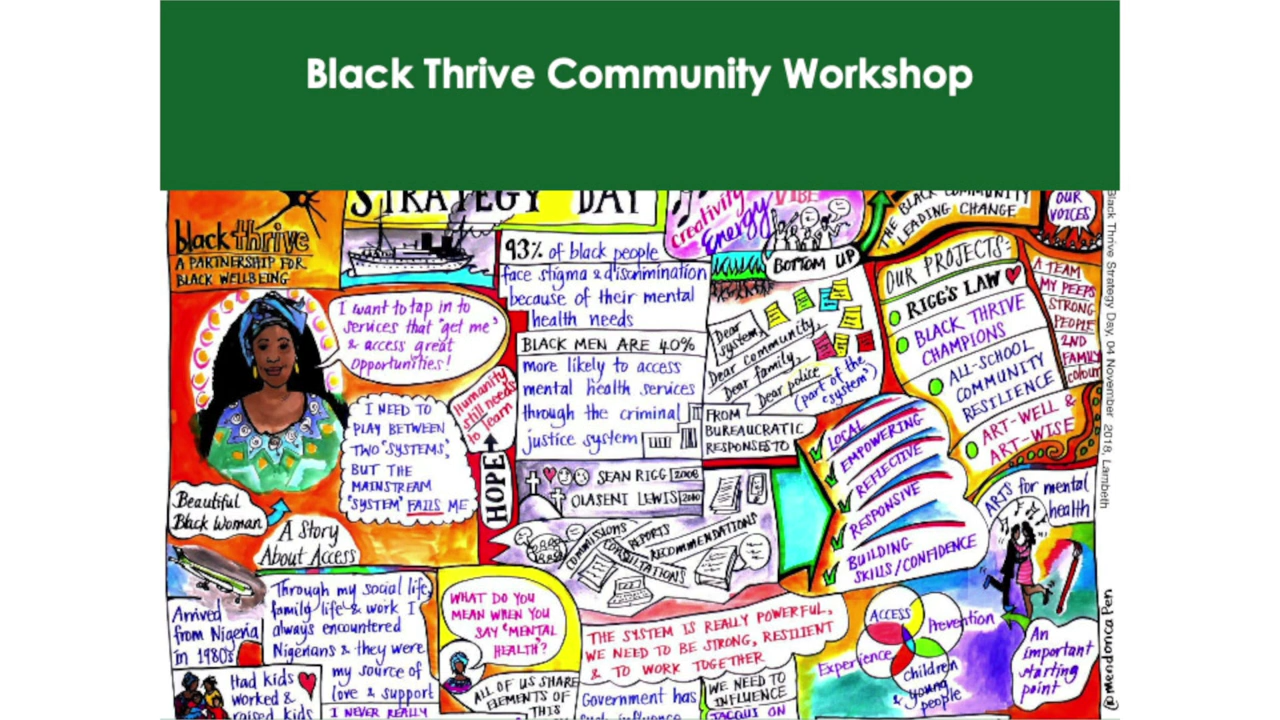 Black Thrive Community Workshop
STRATEGY DAY
black thrive
A PARTNERSHIP FOR
BLACK WELLBEING
I want to tap in to
services that "get me"
& access great
opportunities!
I NEED TO
PLAY BETWEEN
TWO 'SYSTEMS',
BUT THE
MAINSTREAM
'SYSTEM' FAILS ME
Beautiful
Black Woman
A Story
About Access
Arrived
from Nigeria
in 1980s
Had kids
worked &
raised kids
Through my social life,
family life & work I
always encountered
Nigerians & they were
my source of
love & support
I NEVER REALLY
93% of black people
face stigma & discrimination
because of their mental
health needs
BLACK MEN ARE 40%
more likely to access
mental health services
through the criminal
justice system
Humanity
still needs
to learn
HOPE
SEAN RIGG 2008
OLASENI LEWIS 2010
COMMISSIONS
REPORTS
CONSULTATIONS
RECOMMENDATIONS
WHAT DO YOU
MEAN WHEN YOU
SAY 'MENTAL
HEALTH'?
ALL OF US SHARE
ELEMENTS OF
THIS
THE SYSTEM IS REALLY POWERFUL,
WE NEED TO BE STRONG, RESILIENT
& TO WORK TOGETHER
Government has
such influence
WE NEED TO
INFLUENCE
JACQUI ON
Creativity
VIBE
Energy
BOTTOM UP
Dear
system,
Dear community,
Dear family,
Dear police
(part of the
system)
FROM
BUREAUCRATIC
RESPONSES TO
LOCAL
EMPOWERING
REFLECTIVE
RESPONSIVE
BUILDING
SKILLS/CONFIDENCE
THE BLACK COMMUNITY
LEADING CHANGE
OUR
VOICES
OUR PROJECTS:
RIGG'S LAW
BLACK THRIVE
CHAMPIONS
ALL-SCHOOL
COMMUNITY
RESILIENCE
ART-WELL &
ART-WISE
A TEAM
MY PEEPS
STRONG
PEOPLE
2ND
FAMILY
colour
ARTS for mental
health
ACCESS
Prevention
Experience
children
& young
people
An
important
starting
point
Black Thrive Strategy Day, 04 November 2018, Lambeth
@mendonca Pen